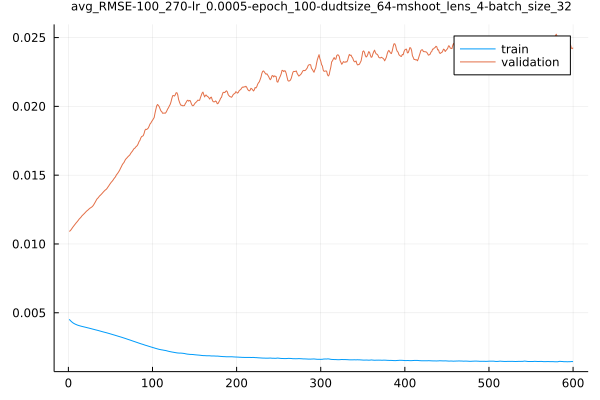 avg_RMSE-100_270-lr_0.0005-epoch_100-dudtsize_64-mshoot_lens_4-batch_size_32
0.025
train
validation
0.020
0.015
0.010
0.005
0 100 200 300 400 500 600